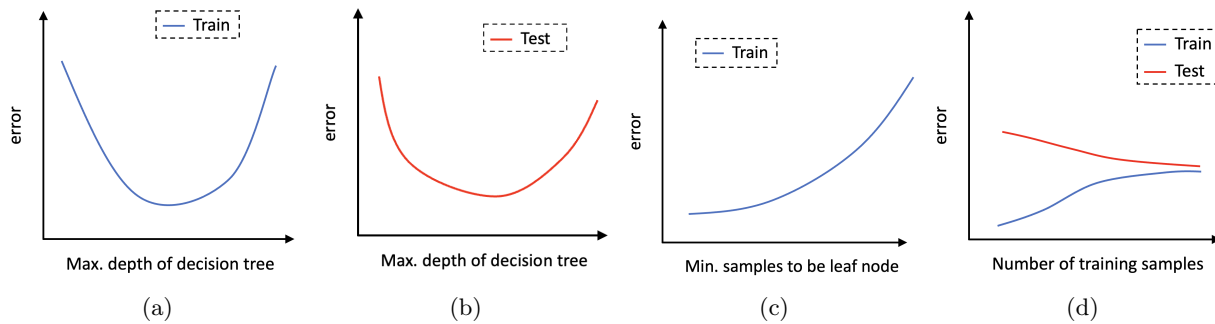 Train
error
Max. depth of decision tree
(a)
Test
error
Max. depth of decision tree
(b)
Train
error
Min. samples to be leaf node
(c)
Train
Test
error
Number of training samples
(d)